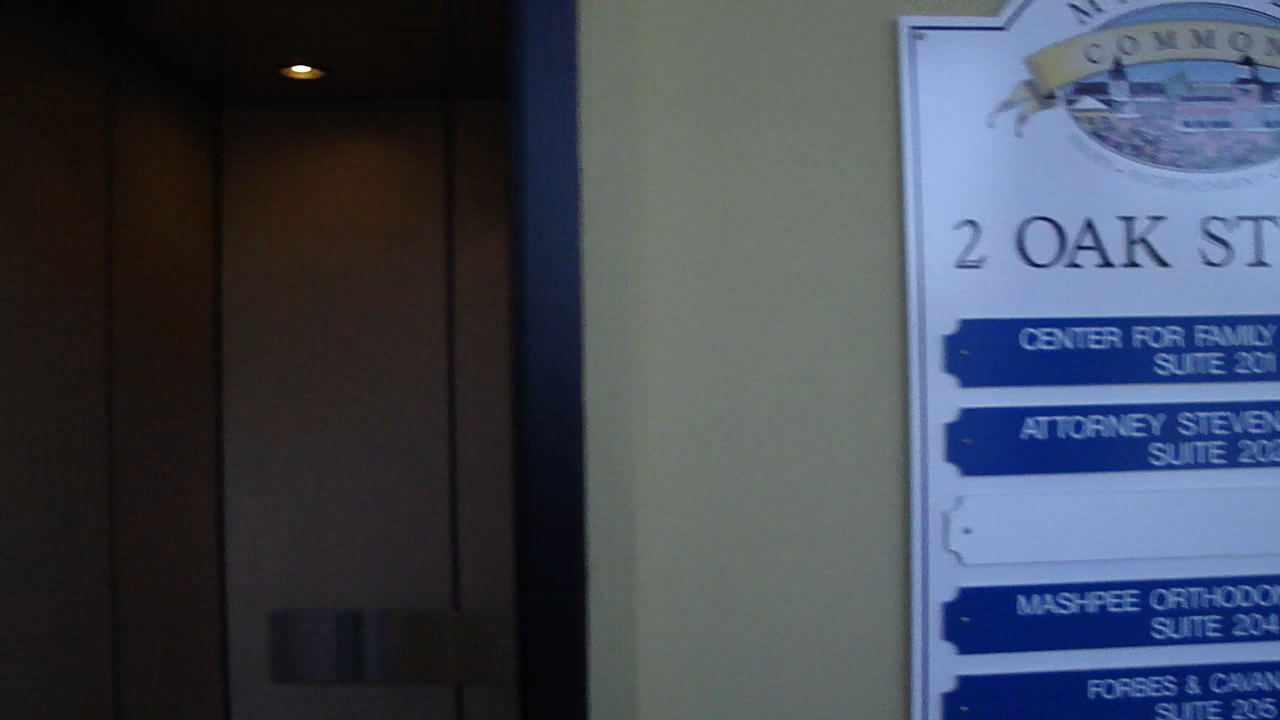 COMMON
2 OAK ST
CENTER FOR FAMILY
SUITE 201
ATTORNEY STEVEN
SUITE 202
MASHPEE ORTHODON
SUITE 204
FORBES & CAVAN
SUITE 205